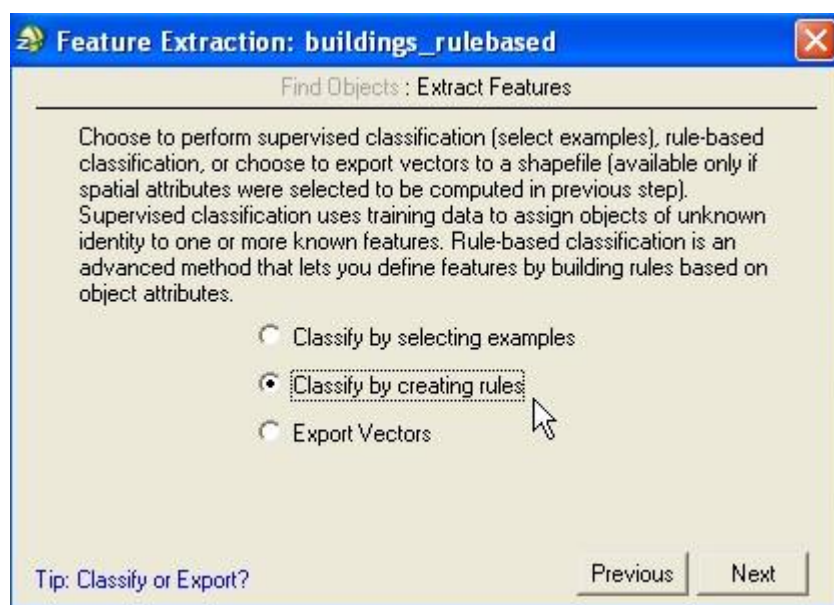 Feature Extraction: buildings_rulebased
Find Objects : Extract Features
Choose to perform supervised classification (select examples), rule-based
classification, or choose to export vectors to a shapefile (available only if
spatial attributes were selected to be computed in previous step).
Supervised classification uses training data to assign objects of unknown
identity to one or more known features. Rule-based classification is an
advanced method that lets you define features by building rules based on
object attributes.
Classify by selecting examples
Classify by creating rules
Export Vectors
Tip: Classify or Export?
Previous
Next